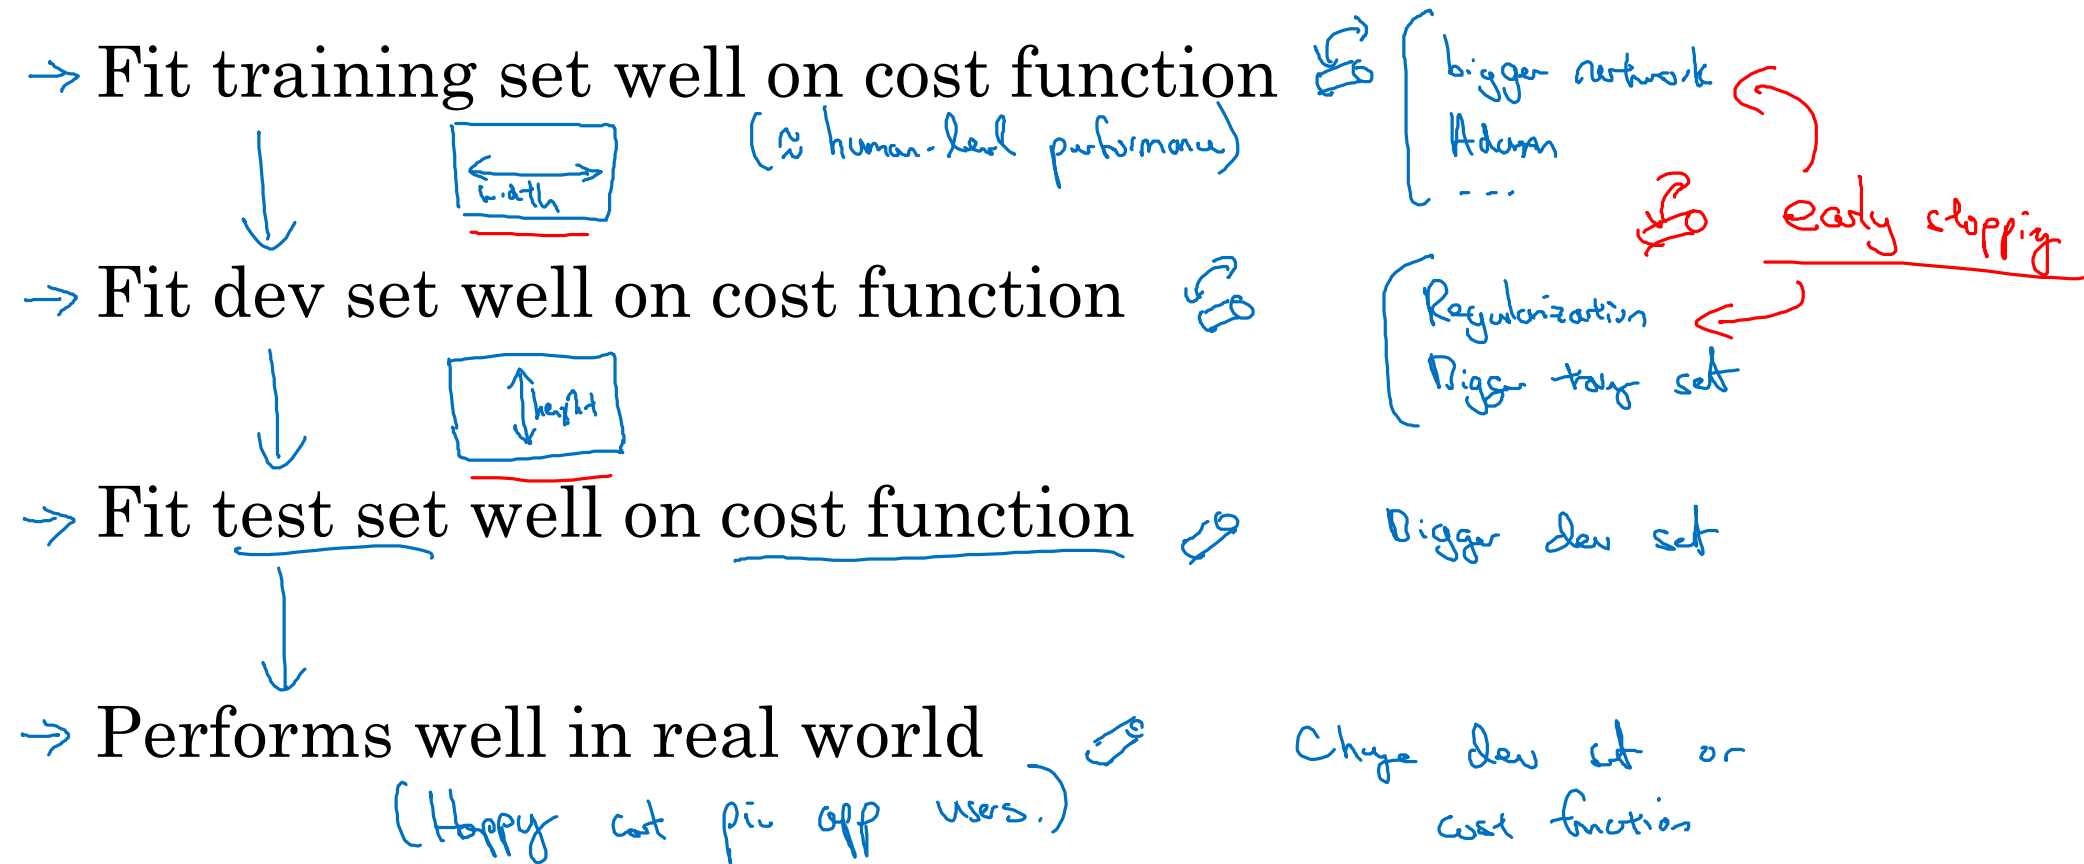 → Fit training set well on cost function
(≈ human-level performance)
bigger network
Adam
...
width
early stopping
→ Fit dev set well on cost function
Regularization
Bigger set
height
→ Fit test set well on cost function
Bigger dev set
→ Performs well in real world
(Happy cat pic app users.)
Change dev set or
cost function